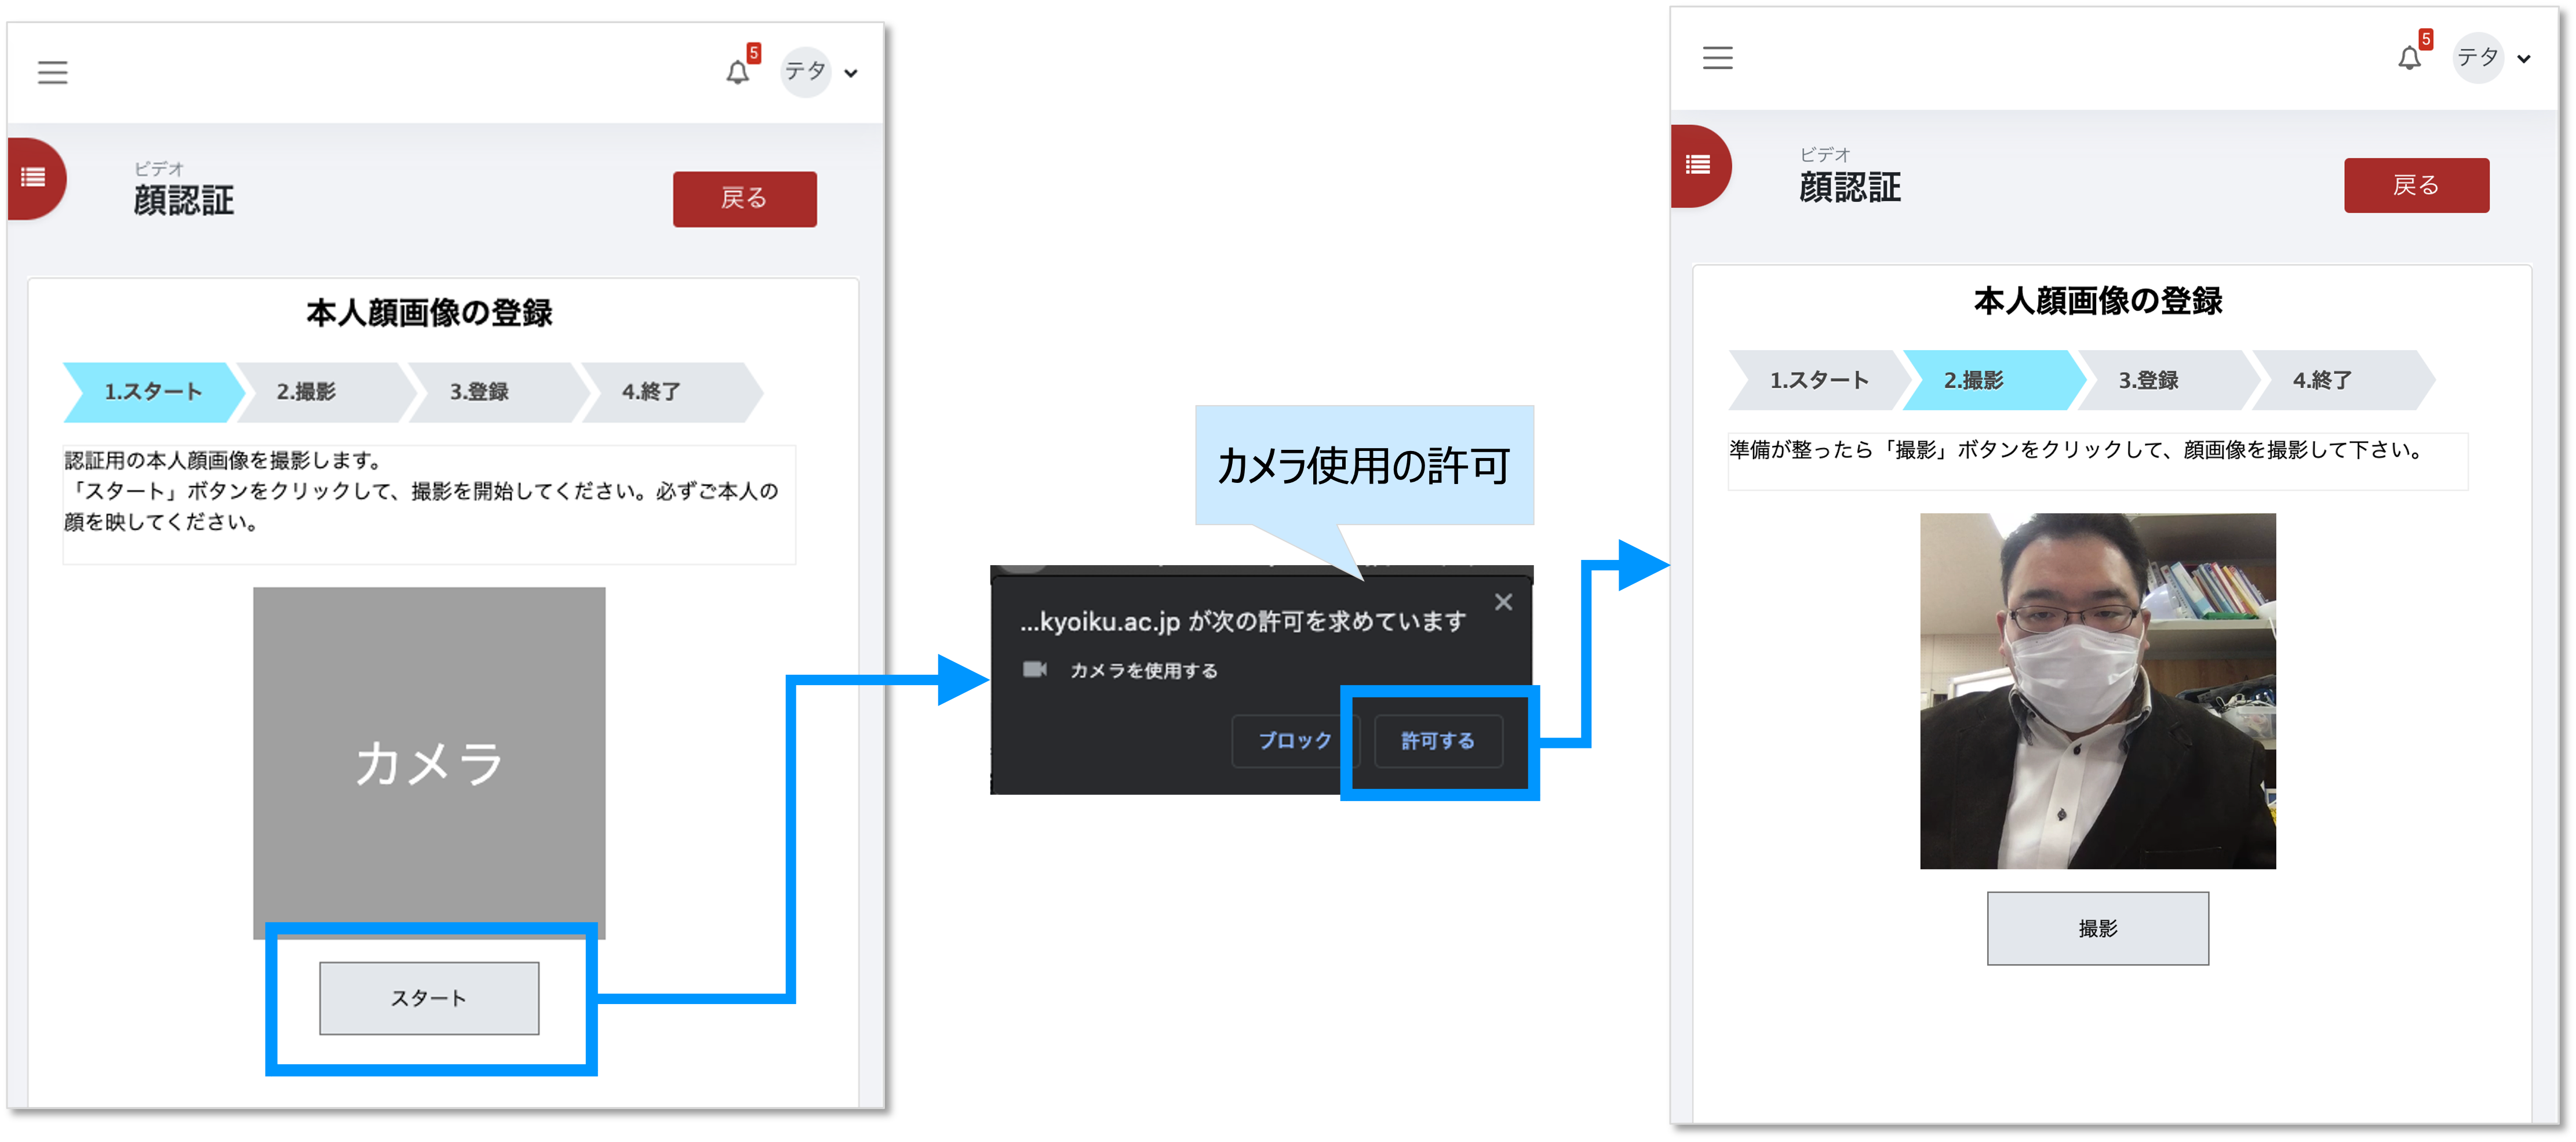 5
テタ
ビデオ
顔認証
戻る
本人顔画像の登録
1.スタート
2.撮影
3.登録
4.終了
認証用の本人顔画像を撮影します。
「スタート」ボタンをクリックして、撮影を開始してください。必ずご本人の
顔を映してください。
カメラ
スタート
カメラ使用の許可
...kyoiku.ac.jp が次の許可を求めています
カメラを使用する
ブロック
許可する
5
テタ
ビデオ
顔認証
戻る
本人顔画像の登録
1.スタート
2.撮影
3.登録
4.終了
準備が整ったら「撮影」ボタンをクリックして、顔画像を撮影して下さい。
撮影